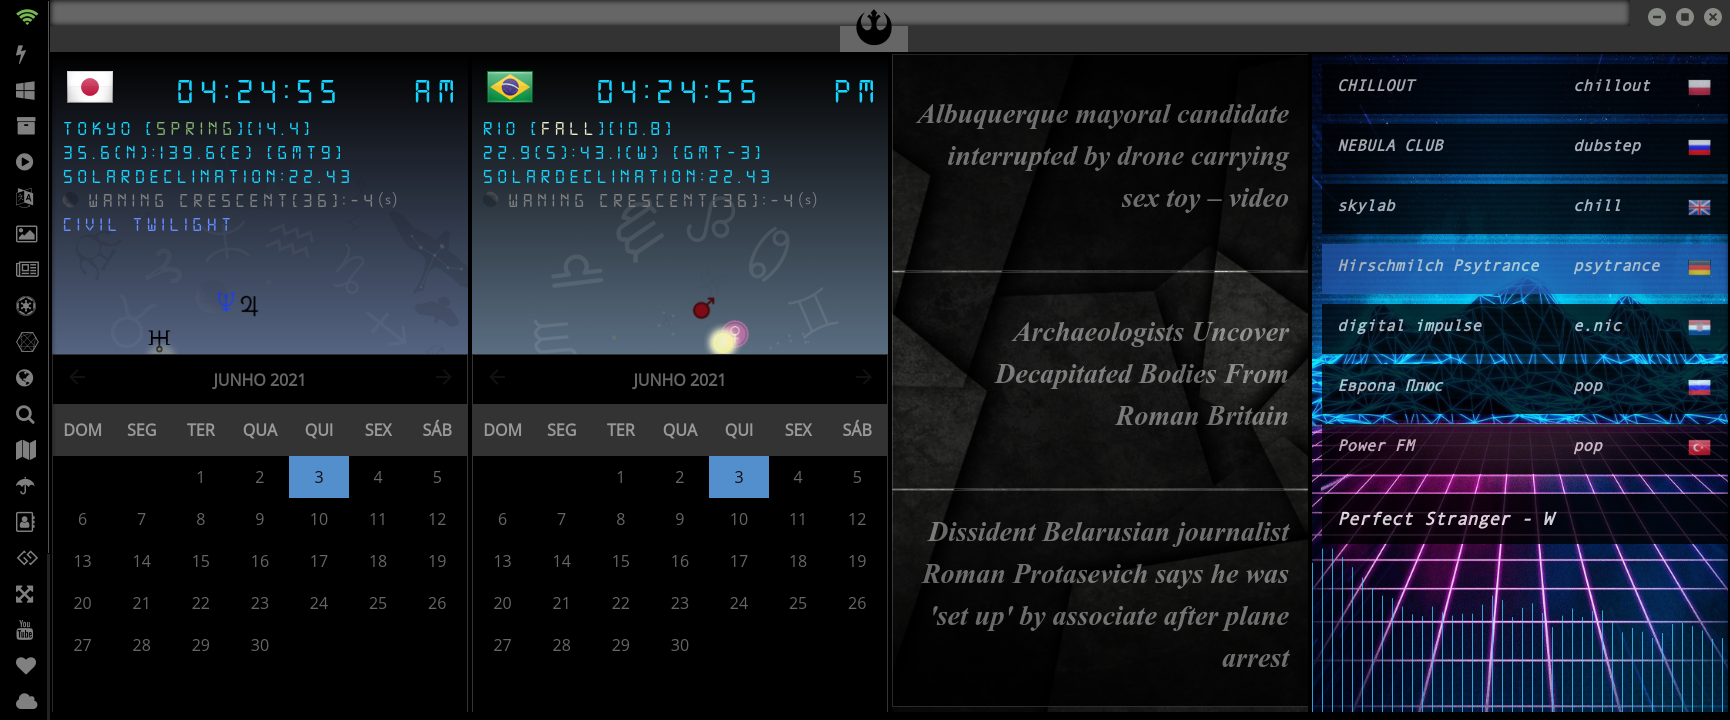 04:24:55 AM
TOKYO [SPRING][14.4]
35.6(N):139.6(E) [GMT9]
SOLARDECLINATION:22.43
WANING CRESCENT[36]:-4(s)
CIVIL TWILIGHT
JUNHO 2021
DOM SEG TER QUA QUI SEX SÁB
1 2 3 4 5
6 7 8 9 10 11 12
13 14 15 16 17 18 19
20 21 22 23 24 25 26
27 28 29 30
04:24:55 PM
RIO [FALL][10.8]
22.9(S):43.1(W) [GMT-3]
SOLARDECLINATION:22.43
WANING CRESCENT[36]:-4(s)
JUNHO 2021
DOM SEG TER QUA QUI SEX SÁB
1 2 3 4 5
6 7 8 9 10 11 12
13 14 15 16 17 18 19
20 21 22 23 24 25 26
27 28 29 30
Albuquerque mayoral candidate
interrupted by drone carrying
sex toy – video
Archaeologists Uncover
Decapitated Bodies From
Roman Britain
Dissident Belarusian journalist
Roman Protasevich says he was
'set up' by associate after plane
arrest
CHILLOUT chillout
NEBULA CLUB dubstep
skylab chill
Hirschmilch Psytrance psytrance
digital impulse e.nic
Европа Плюс pop
Power FM pop
Perfect Stranger - W
You
Tube